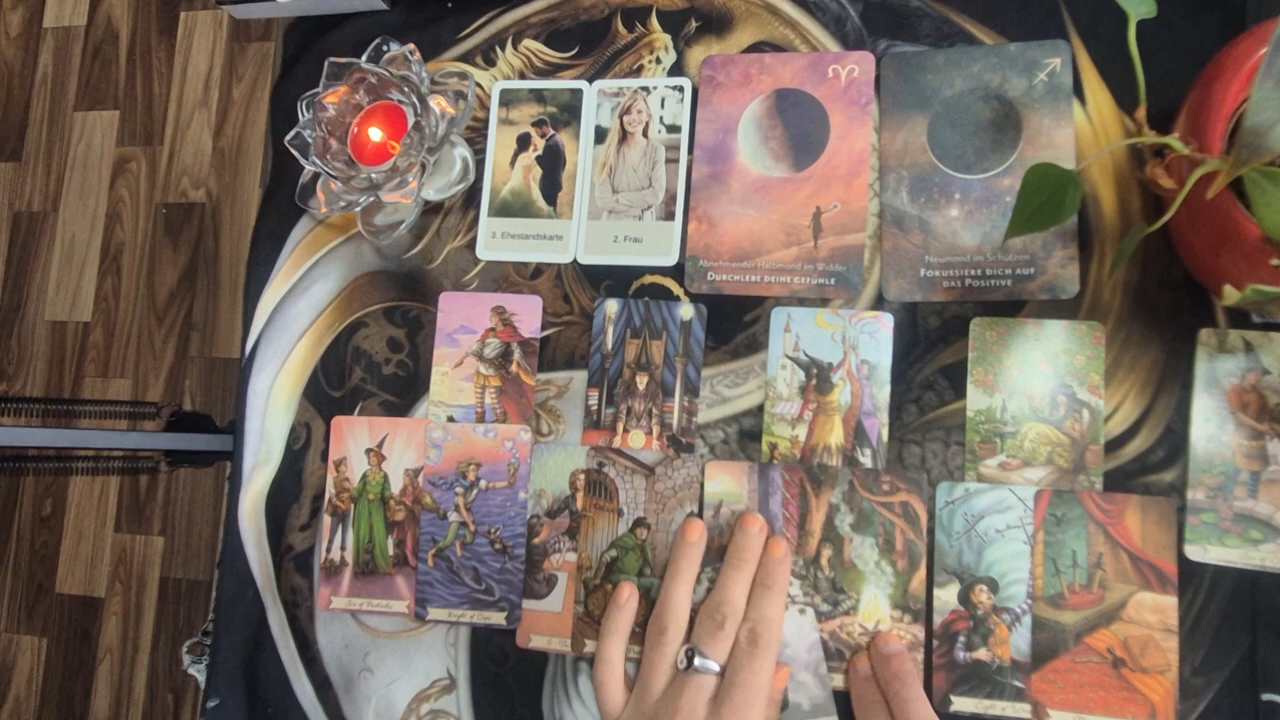 3. Ehestandskarte
2. Frau
Abnehmender Halbmond im Widder
DURCHLEBE DEINE GEFÜHLE
Neumond im Schützen
FOKUSSIERE DICH AUF
DAS POSITIVE
Six of Pentacles
Knight of Cups